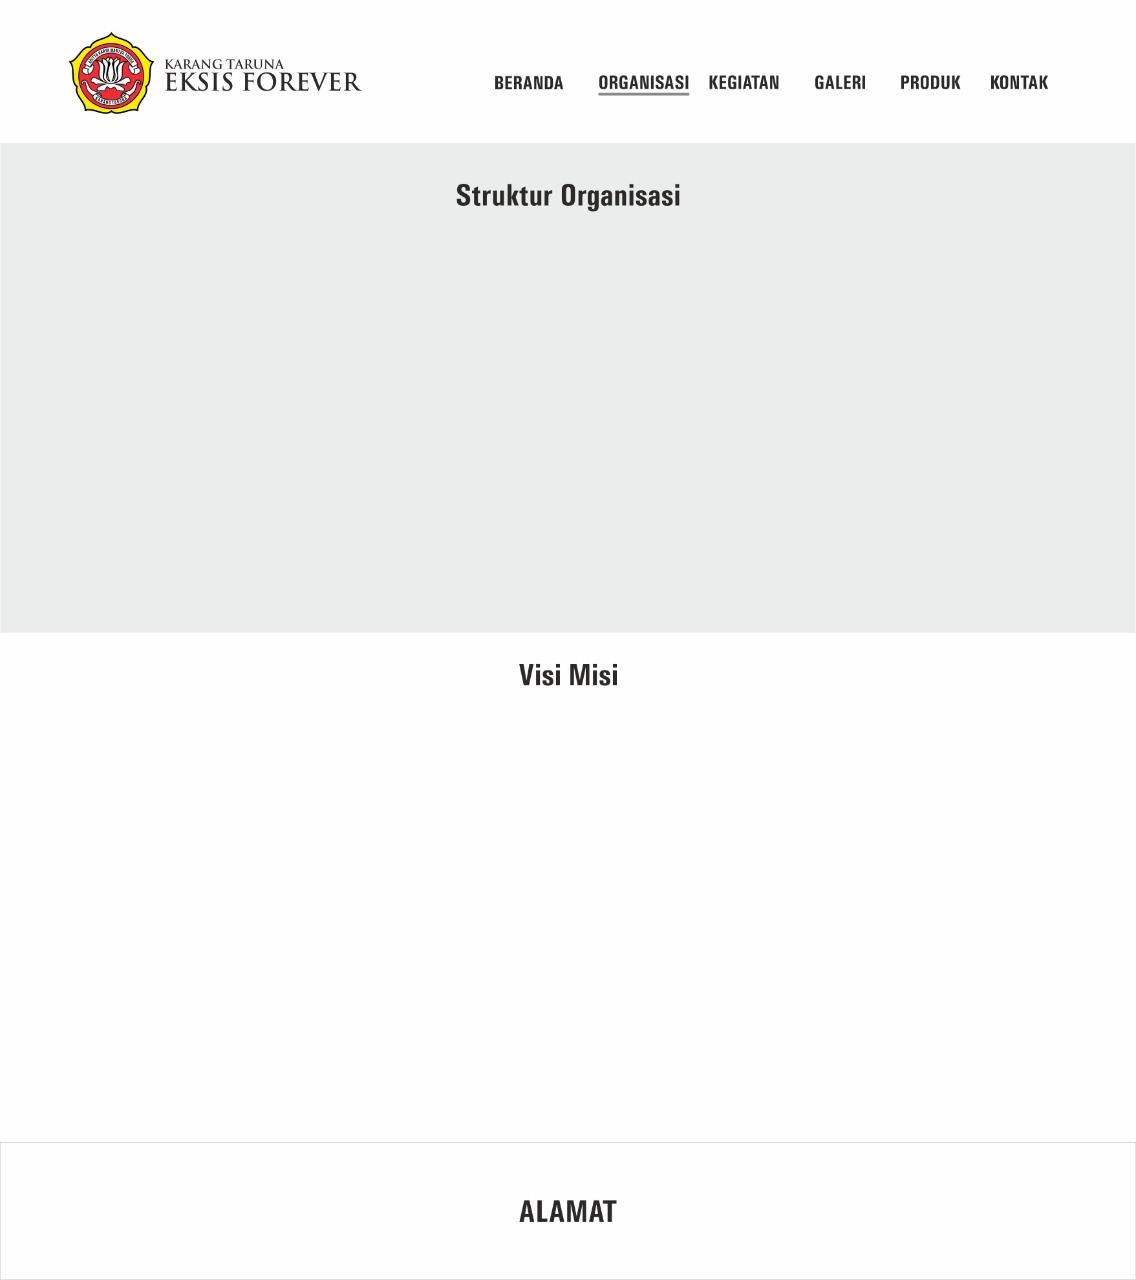 KARANG TARUNA
EKSIS FOREVER
BERANDA ORGANISASI KEGIATAN GALERI PRODUK KONTAK
Struktur Organisasi
Visi Misi
ALAMAT